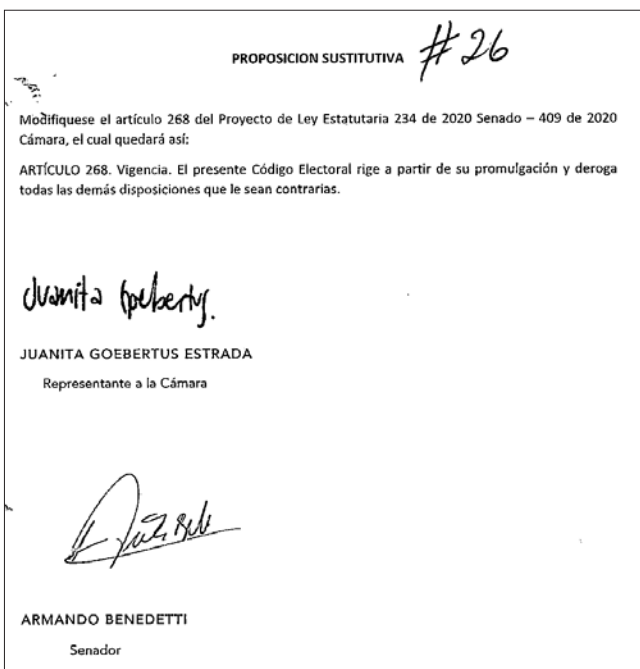 PROPOSICION SUSTITUTIVA #26
Modifiquese el artículo 268 del Proyecto de Ley Estatutaria 234 de 2020 Senado – 409 de 2020
Cámara, el cual quedará así:
ARTÍCULO 268. Vigencia. El presente Código Electoral rige a partir de su promulgación y deroga
todas las demás disposiciones que le sean contrarias.
Juanita Goebertus.
JUANITA GOEBERTUS ESTRADA
Representante a la Cámara
ARMANDO BENEDETTI
Senador